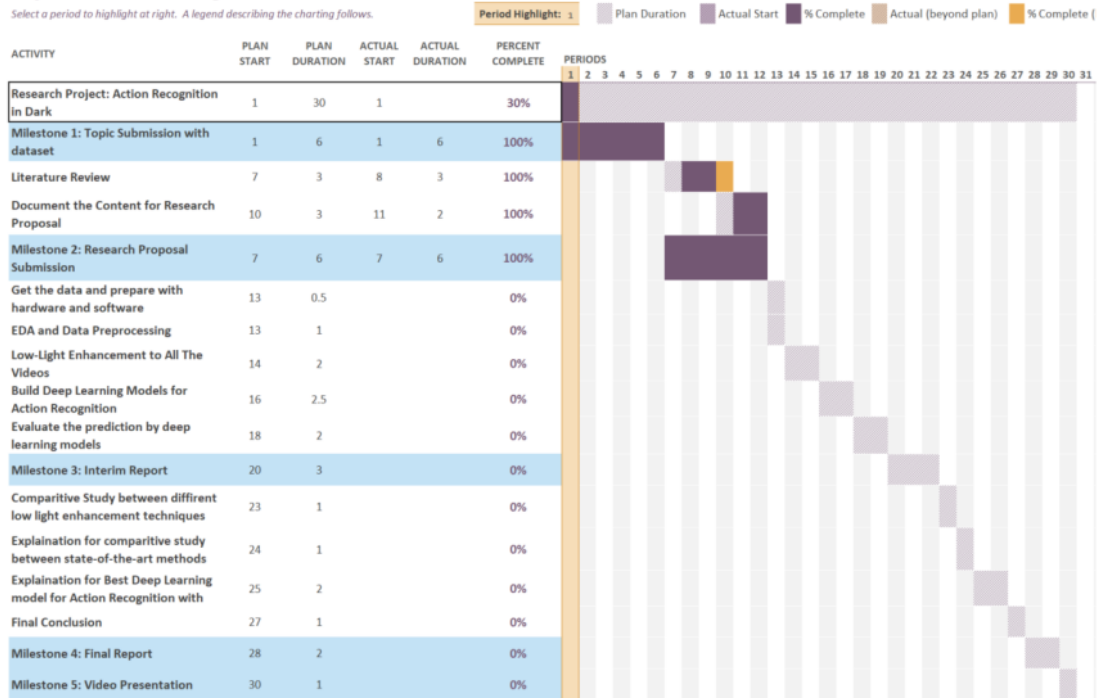 Select a period to highlight at right.  A legend describing the charting follows.
Period Highlight: 1 Plan Duration Actual Start % Complete Actual (beyond plan) % Complete (
ACTIVITY PLAN START PLAN DURATION ACTUAL START ACTUAL DURATION PERCENT COMPLETE PERIODS
1 2 3 4 5 6 7 8 9 10 11 12 13 14 15 16 17 18 19 20 21 22 23 24 25 26 27 28 29 30 31
Research Project: Action Recognition
in Dark
1 30 1 30%
Milestone 1: Topic Submission with
dataset
1 6 1 6 100%
Literature Review 7 3 8 3 100%
Document the Content for Research
Proposal
10 3 11 2 100%
Milestone 2: Research Proposal
Submission
7 6 7 6 100%
Get the data and prepare with
hardware and software
13 0.5 0%
EDA and Data Preprocessing 13 1 0%
Low-Light Enhancement to All The
Videos
14 2 0%
Build Deep Learning Models for
Action Recognition
16 2.5 0%
Evaluate the prediction by deep
learning models
18 2 0%
Milestone 3: Interim Report 20 3 0%
Comparitive Study between diffirent
low light enhancement techniques
23 1 0%
Explaination for comparitive study
between state-of-the-art methods
24 1 0%
Explaination for Best Deep Learning
model for Action Recognition with
25 2 0%
Final Conclusion 27 1 0%
Milestone 4: Final Report 28 2 0%
Milestone 5: Video Presentation 30 1 0%